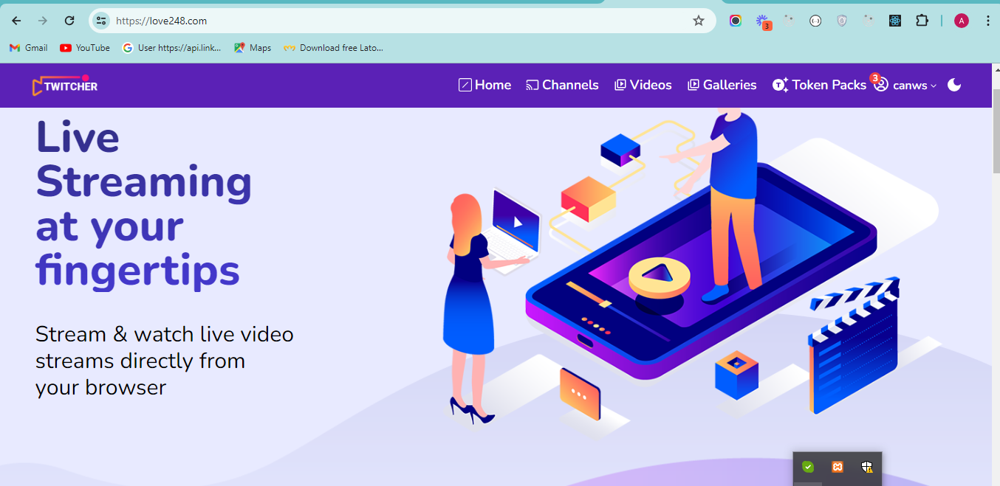 https://love248.com
3
A
Gmail
YouTube
User https://api.link...
Maps
Download free Lato...
TWITCHER
Home
Channels
Videos
Galleries
Token Packs
3
canws
Live
Streaming
at your
fingertips
Stream & watch live video
streams directly from
your browser